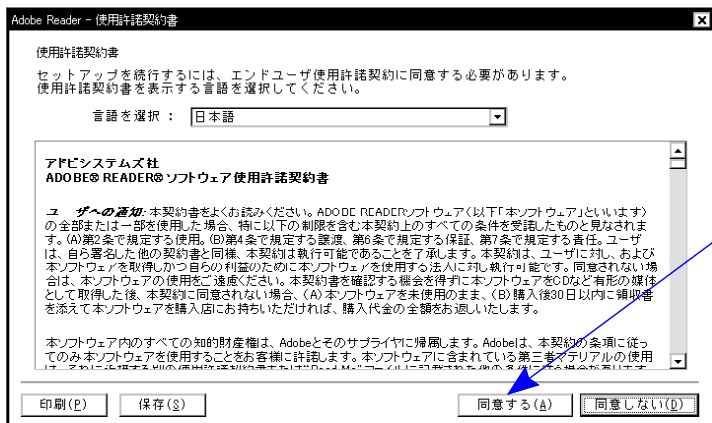 Adobe Reader - 使用許諾契約書
使用許諾契約書
セットアップを続行するには、エンドユーザ使用許諾契約に同意する必要があります。
使用許諾契約書を表示する言語を選択してください。
言語を選択： 日本語
アドビシステムズ社
ADOBE® READER® ソフトウェア使用許諾契約書
ユーザへの通知: 本契約書をよくお読みください。ADOBE READERソフトウェア（以下「本ソフトウェア」といいます）
の全部または一部を使用した場合、特に以下の制限を含む本契約上のすべての条件を受諾したものと見なされま
す。（A）第2条で規定する使用。（B）第4条で規定する譲渡、第6条で規定する保証、第7条で規定する責任。ユーザ
は、自ら署名した他の契約書と同様、本契約は執行可能であることを了承します。本契約は、ユーザに対し、および
本ソフトウェアを取得しかつ自らの利益のために本ソフトウェアを使用する法人に対し執行可能です。同意されない場
合は、本ソフトウェアの使用をご遠慮ください。本契約書を確認する機会を得ずに本ソフトウェアをCDなど有形の媒体
として取得した後、本契約に同意されない場合、（A）本ソフトウェアを未使用のまま、（B）購入後30日以内に領収書
を添えて本ソフトウェアを購入店にお持ちいただければ、購入代金の全額をお返しいたします。
本ソフトウェア内のすべての知的財産権は、Adobeとそのサプライヤに帰属します。Adobeは、本契約の条項に従っ
てのみ本ソフトウェアを使用することをお客様に許諾します。本ソフトウェアに含まれている第三者マテリアルの使用
印刷(P) 保存(S) 同意する(A) 同意しない(D)